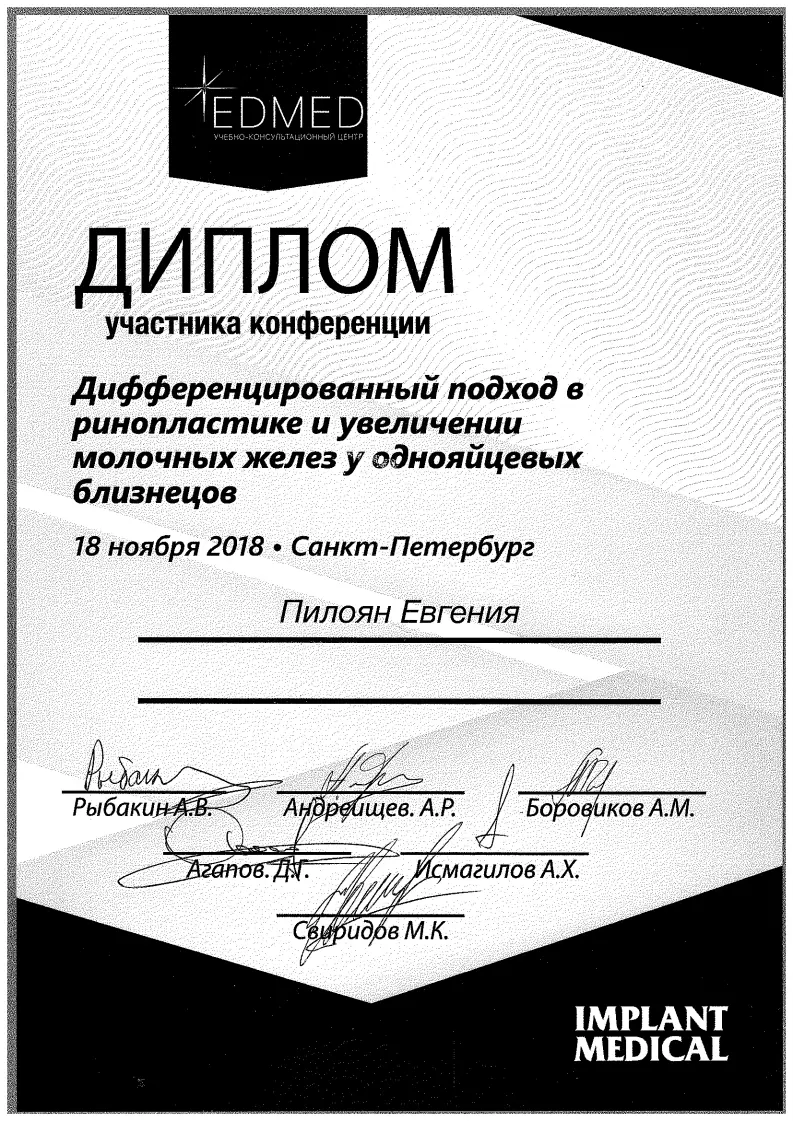 EDMED
УЧЕБНО-КОНСУЛЬТАЦИОННЫЙ ЦЕНТР
ДИПЛОМ
участника конференции
Дифференцированный подход в
ринопластике и увеличении
молочных желез у однояйцевых
близнецов
18 ноября 2018 • Санкт-Петербург
Пилоян Евгения
Рыбакин А.В. Андреищев. А.Р. Боровиков А.М.
Агапов. Д.Г. Исмагилов А.Х.
Свиридов М.К.
IMPLANT
MEDICAL